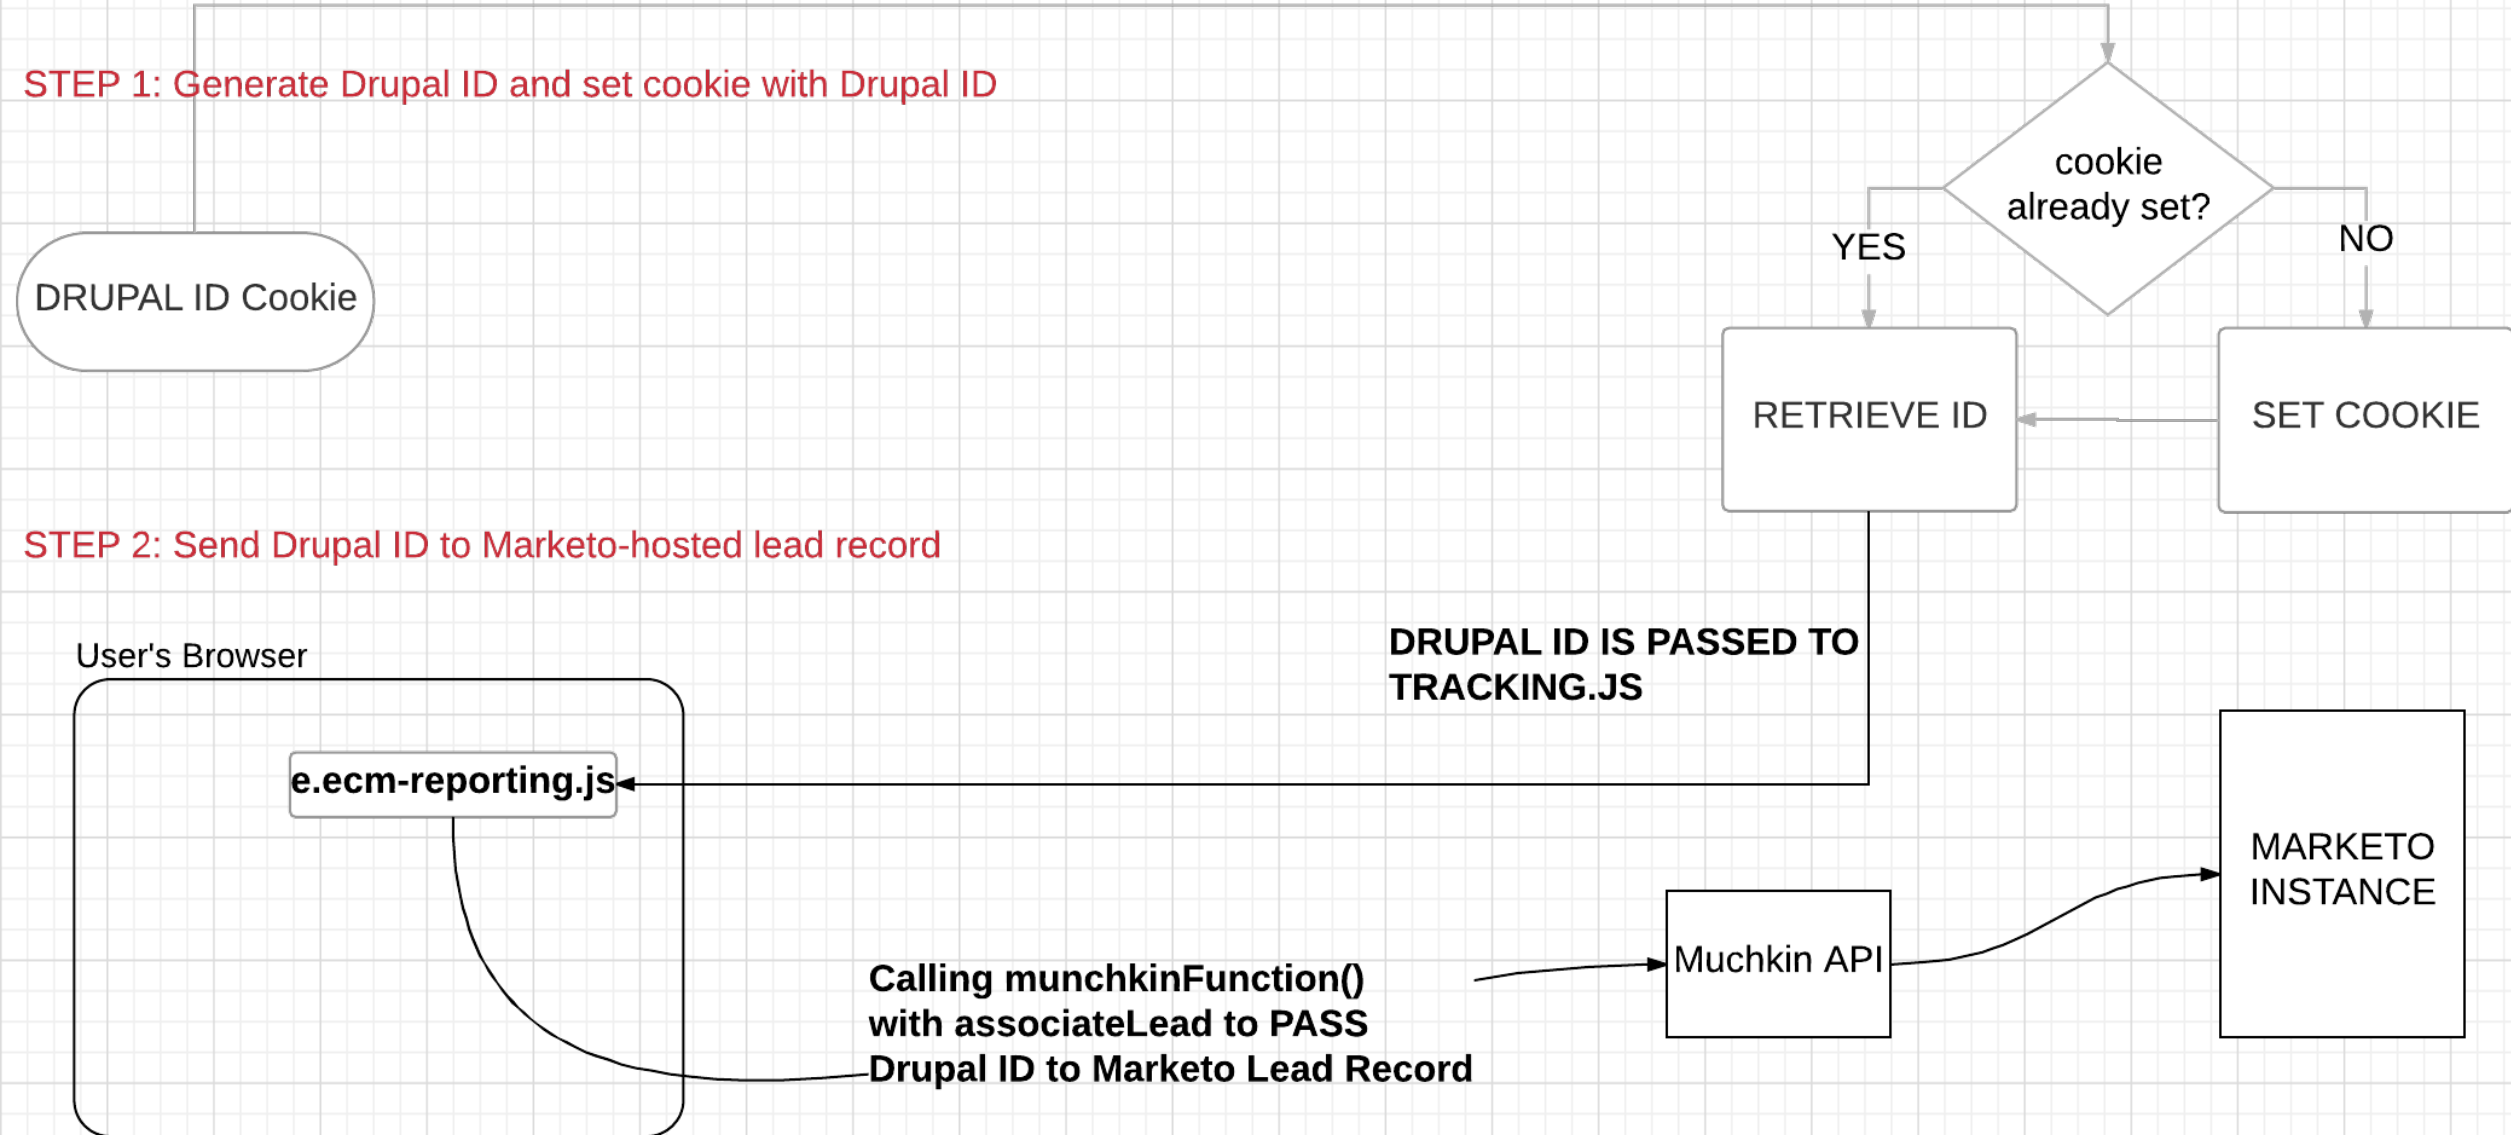 STEP 1: Generate Drupal ID and set cookie with Drupal ID
cookie
already set?
YES
NO
DRUPAL ID Cookie
RETRIEVE ID
SET COOKIE
STEP 2: Send Drupal ID to Marketo-hosted lead record
DRUPAL ID IS PASSED TO
TRACKING.JS
User's Browser
e.ecm-reporting.js
MARKETO
INSTANCE
Muchkin API
Calling munchkinFunction()
with associateLead to PASS
Drupal ID to Marketo Lead Record